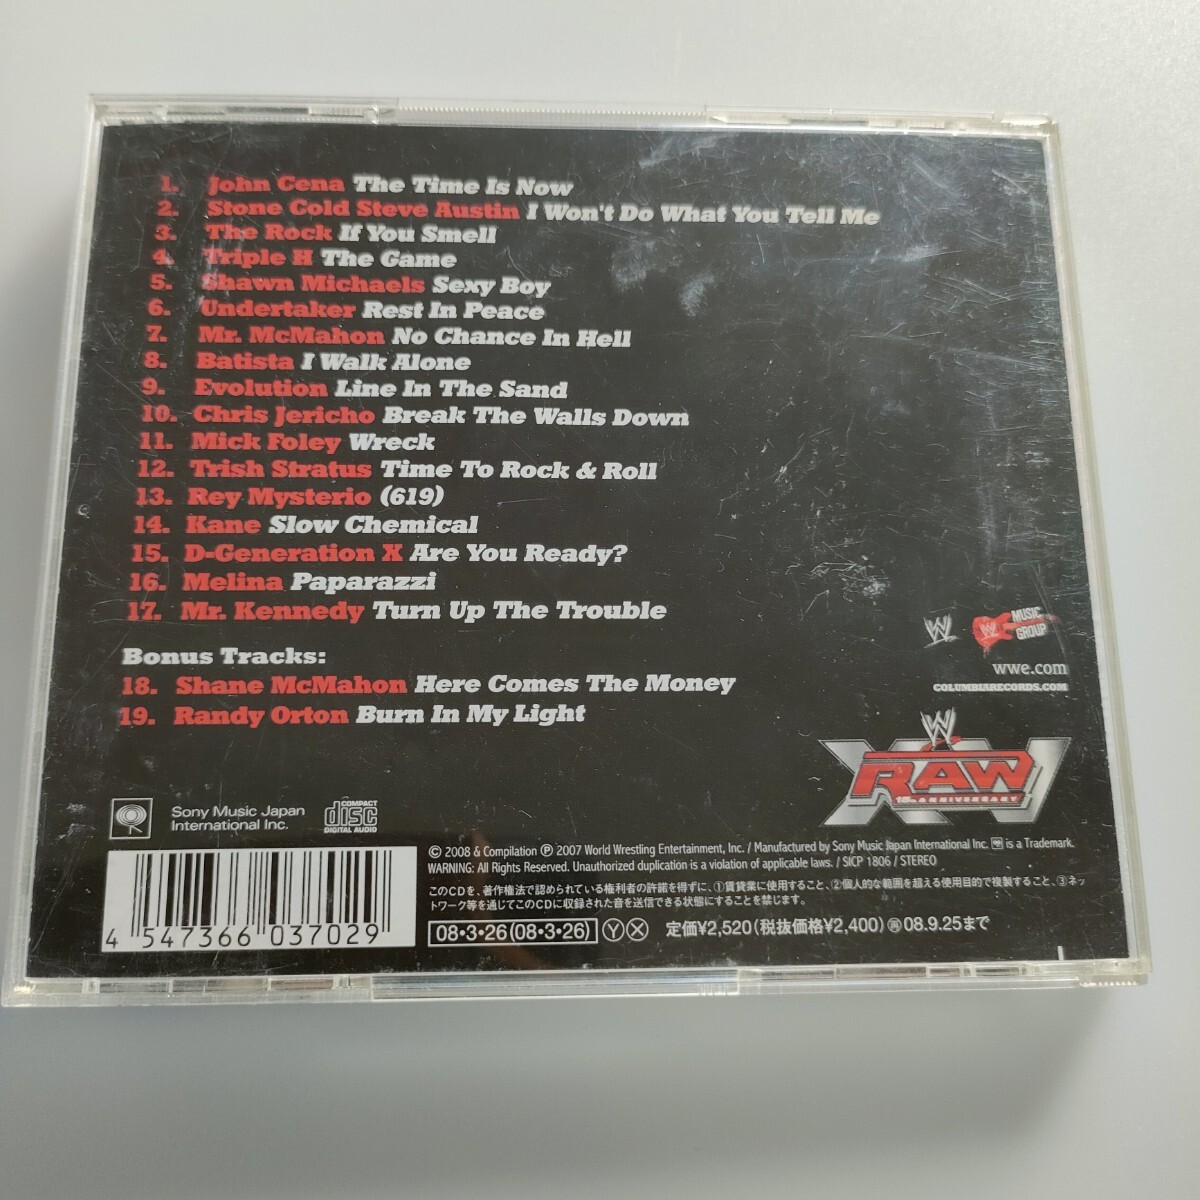 1. John Cena The Time Is Now
2. Stone Cold Steve Austin I Won't Do What You Tell Me
3. The Rock If You Smell
4. Triple H The Game
5. Shawn Michaels Sexy Boy
6. Undertaker Rest In Peace
7. Mr. McMahon No Chance In Hell
8. Batista I Walk Alone
9. Evolution Line In The Sand
10. Chris Jericho Break The Walls Down
11. Mick Foley Wreck
12. Trish Stratus Time To Rock & Roll
13. Rey Mysterio (619)
14. Kane Slow Chemical
15. D-Generation X Are You Ready?
16. Melina Paparazzi
17. Mr. Kennedy Turn Up The Trouble
Bonus Tracks:
18. Shane McMahon Here Comes The Money
19. Randy Orton Burn In My Light
W W MUSIC GROUP
wwe.com
COLUMBIARECORDS.COM
W
XV
RAW
15th ANNIVERSARY
Sony Music Japan
International Inc.
COMPACT
disc
DIGITAL AUDIO
© 2008 & Compilation ℗ 2007 World Wrestling Entertainment, Inc. / Manufactured by Sony Music Japan International Inc. is a Trademark.
WARNING: All Rights Reserved. Unauthorized duplication is a violation of applicable laws. / SICP 1806 / STEREO
このCDを、著作権法で認められている権利者の許諾を得ずに、①賃貸業に使用すること、②個人的な範囲を超える使用目的で複製すること、③ネッ
トワーク等を通じてこのCDに収録された音を送信できる状態にすることを禁じます。
4 547366 037029
08・3・26(08・3・26) Ⓨ Ⓧ 定価¥2,520(税抜価格¥2,400) 再 08.9.25まで